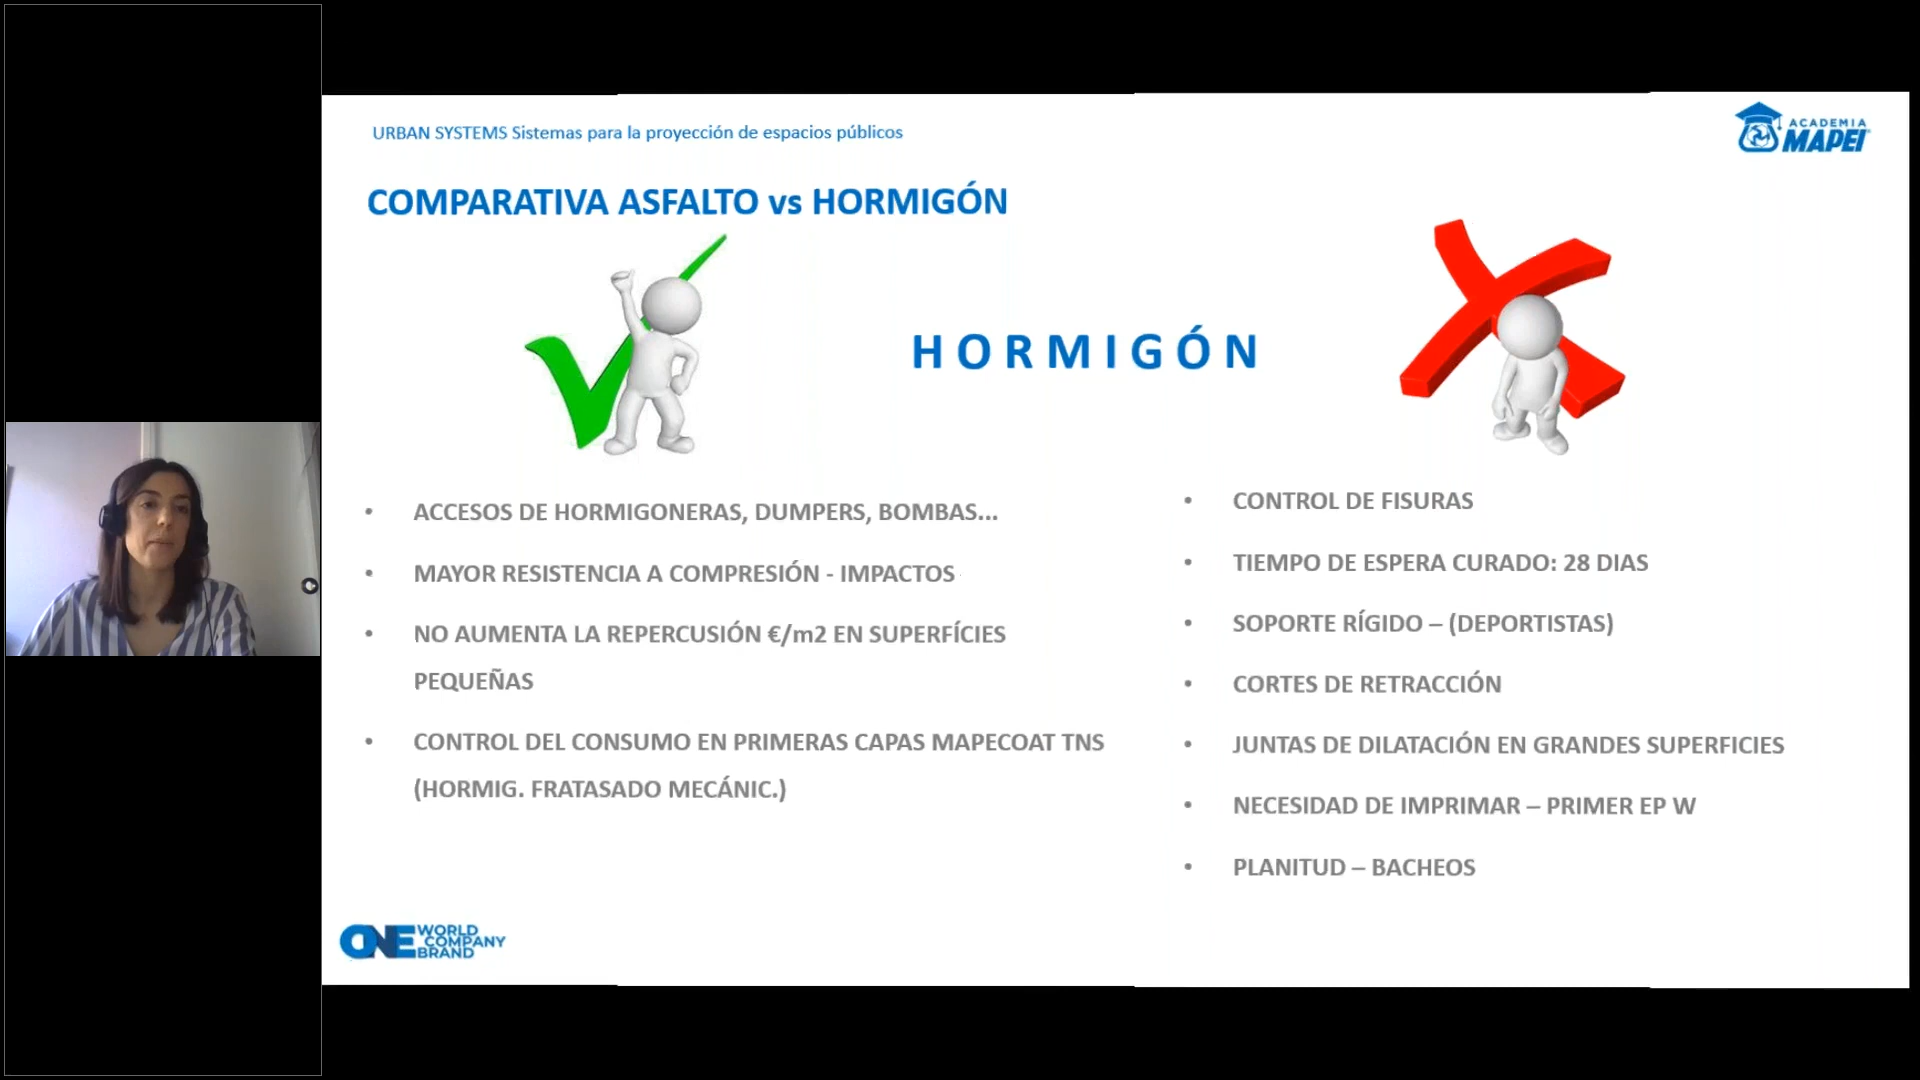 URBAN SYSTEMS Sistemas para la proyección de espacios públicos
ACADEMIA
MAPEI
COMPARATIVA ASFALTO vs HORMIGÓN
HORMIGÓN
• ACCESOS DE HORMIGONERAS, DUMPERS, BOMBAS...
• MAYOR RESISTENCIA A COMPRESIÓN - IMPACTOS
• NO AUMENTA LA REPERCUSIÓN €/m2 EN SUPERFÍCIES
PEQUEÑAS
• CONTROL DEL CONSUMO EN PRIMERAS CAPAS MAPECOAT TNS
(HORMIG. FRATASADO MECÁNIC.)
• CONTROL DE FISURAS
• TIEMPO DE ESPERA CURADO: 28 DIAS
• SOPORTE RÍGIDO – (DEPORTISTAS)
• CORTES DE RETRACCIÓN
• JUNTAS DE DILATACIÓN EN GRANDES SUPERFICIES
• NECESIDAD DE IMPRIMAR – PRIMER EP W
• PLANITUD – BACHEOS
ONE WORLD
COMPANY
BRAND